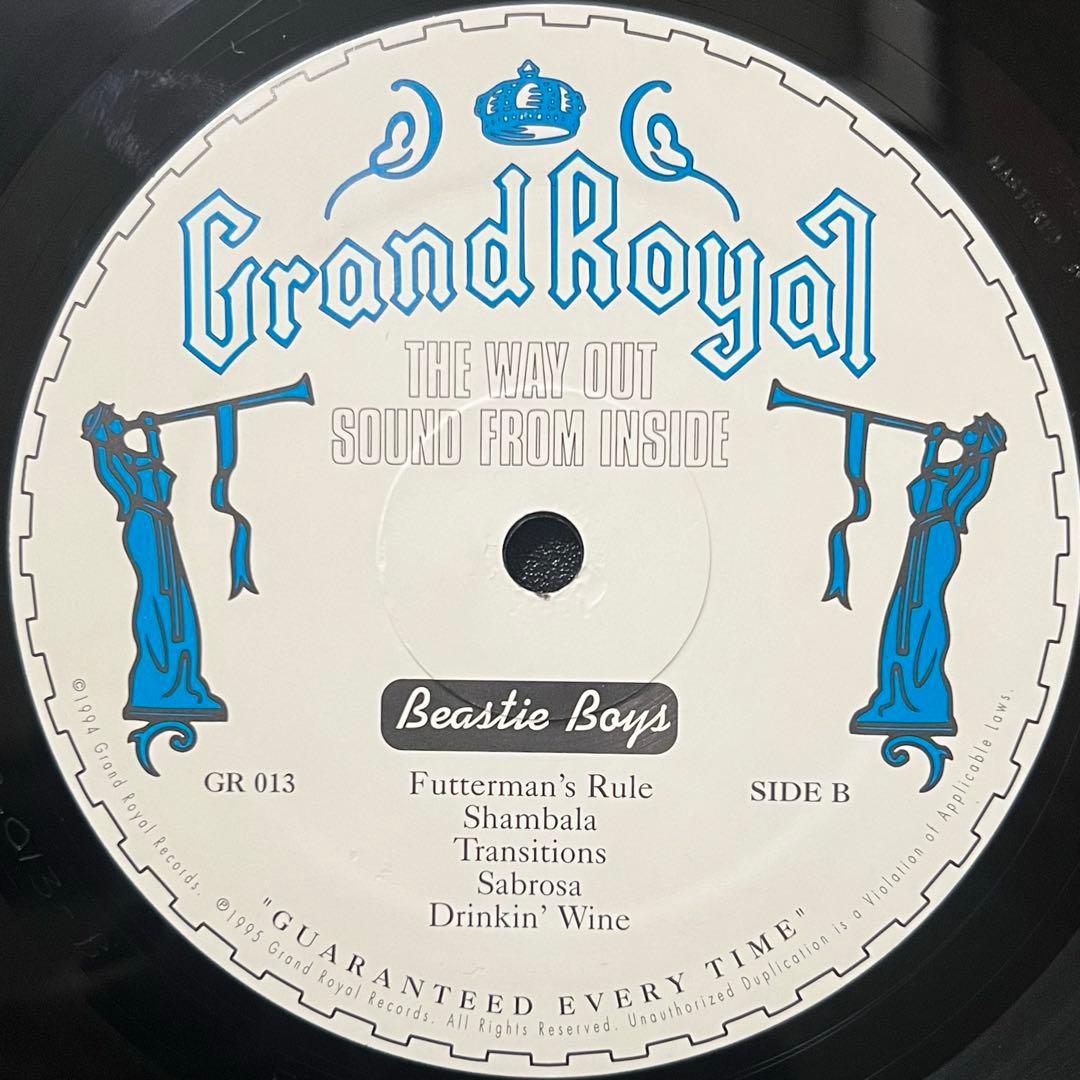 Grand Royal
THE WAY OUT
SOUND FROM INSIDE
Beastie Boys
GR 013
SIDE B
Futterman's Rule
Shambala
Transitions
Sabrosa
Drinkin' Wine
"GUARANTEED EVERY TIME"
©1994 Grand Royal Records. ℗1995 Grand Royal Records. All Rights Reserved. Unauthorized Duplication is a Violation of Applicable Laws.